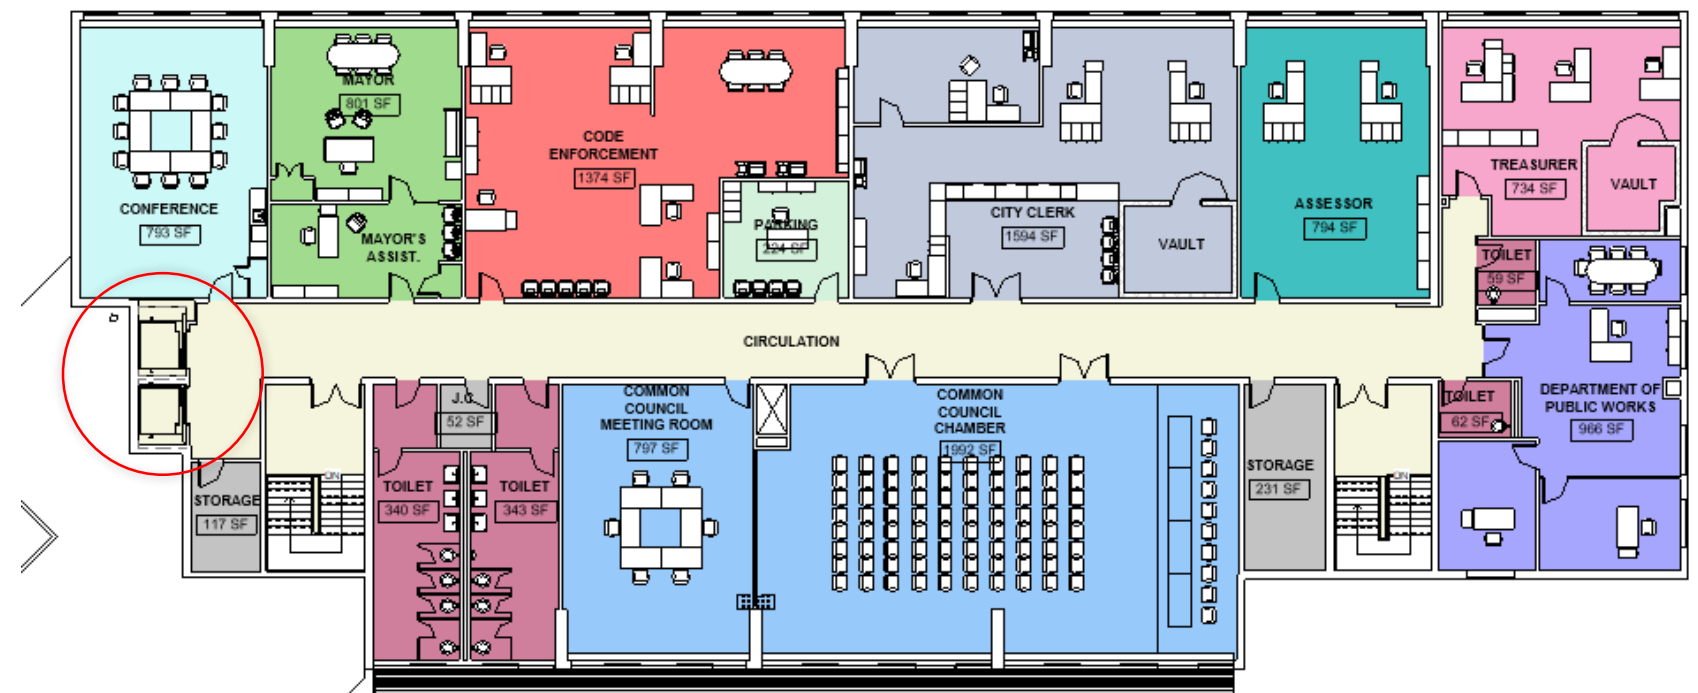 MAYOR
801 SF
CONFERENCE
793 SF
MAYOR'S
ASSIST.
CODE
ENFORCEMENT
1374 SF
PARKING
224 SF
CITY CLERK
1594 SF
VAULT
ASSESSOR
794 SF
TREASURER
734 SF
VAULT
TOILET
59 SF
CIRCULATION
STORAGE
117 SF
DN
TOILET
340 SF
J.C.
52 SF
TOILET
343 SF
COMMON
COUNCIL
MEETING ROOM
797 SF
COMMON
COUNCIL
CHAMBER
1992 SF
STORAGE
231 SF
DN
TOILET
62 SF
DEPARTMENT OF
PUBLIC WORKS
966 SF